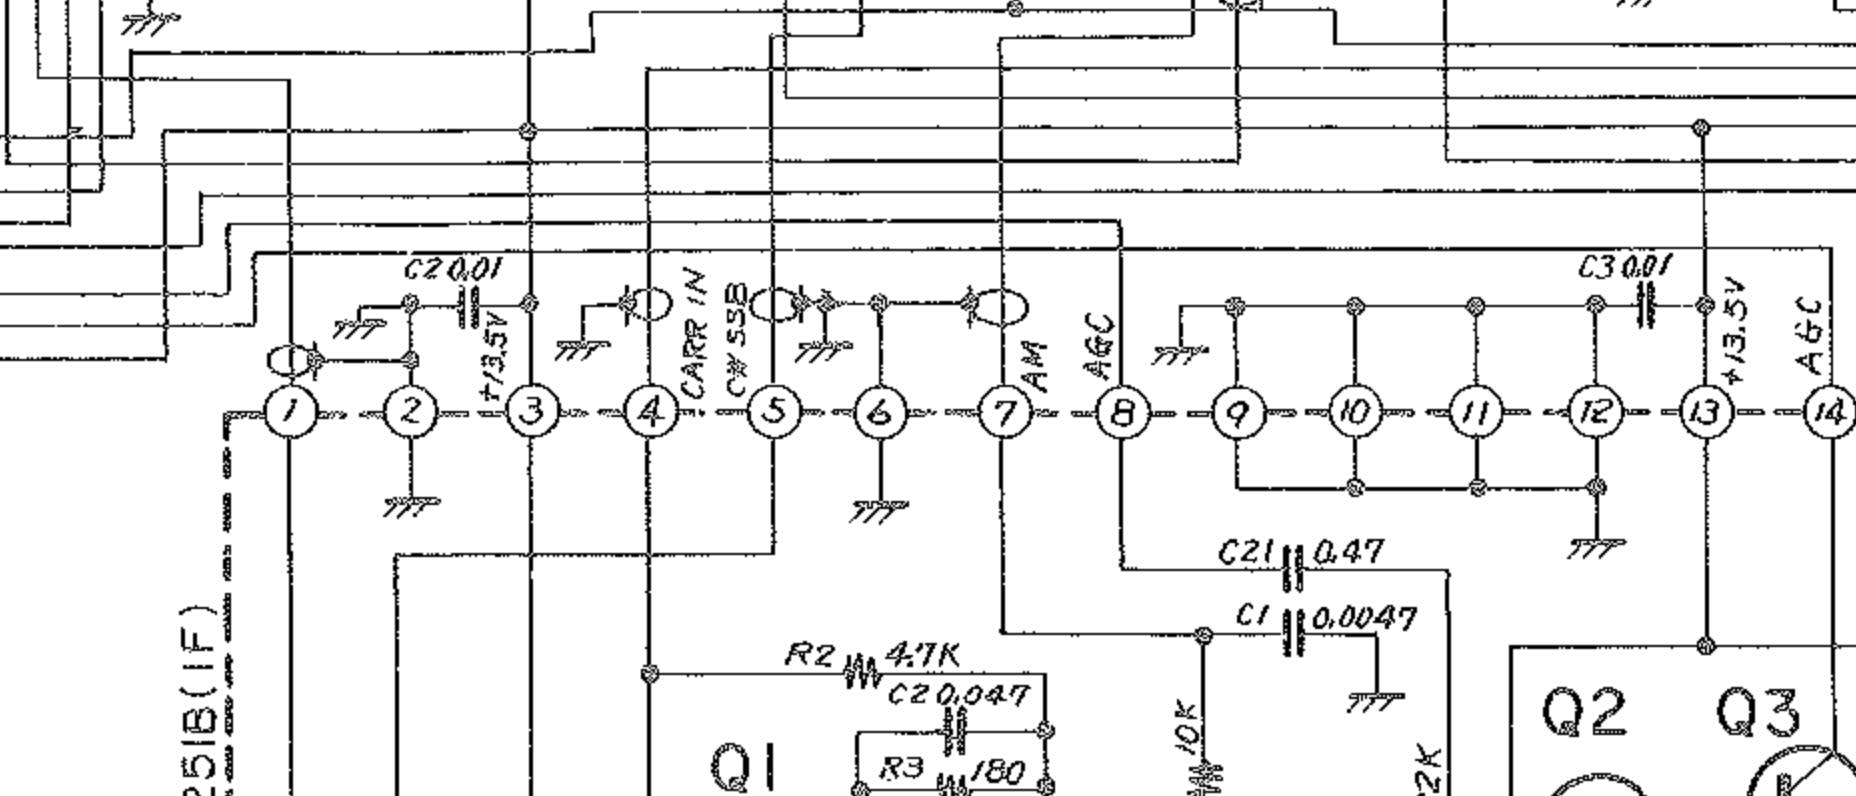 C2 0.01
C3 0.01
+13.5V
CARR IN
CW SSB
AM
AGC
+13.5V
AGC
1 2 3 4 5 6 7 8 9 10 11 12 13 14
C21 0.47
C1 0.0047
R2 4.7K
C2 0.047
251B (IF)
Q1
R3 180
10K
2K
Q2
Q3